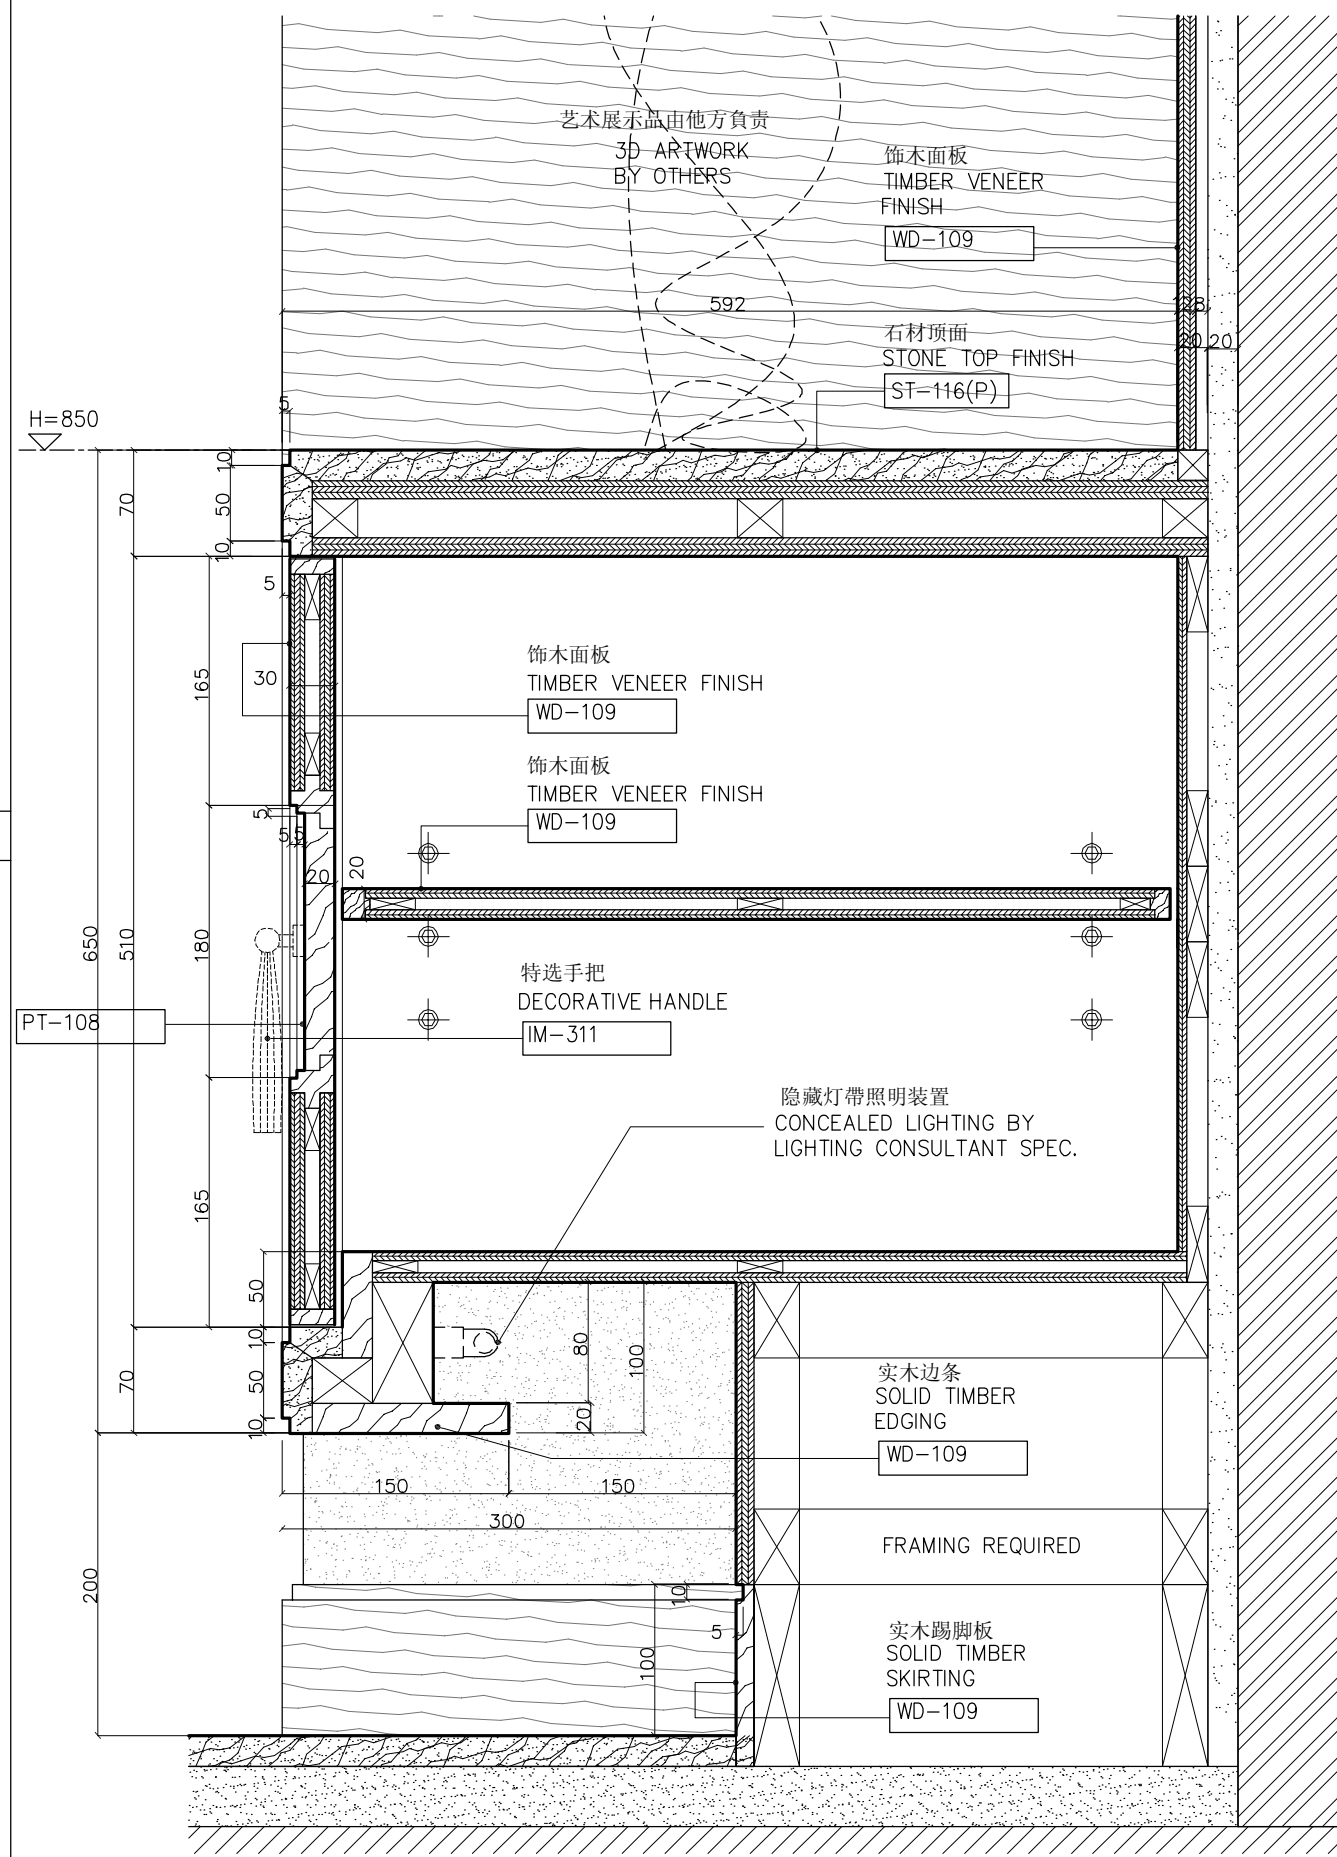 艺术展示品由他方負责
3D ARTWORK
BY OTHERS
饰木面板
TIMBER VENEER
FINISH
WD-109
592
28
20
20
石材顶面
STONE TOP FINISH
ST-116(P)
H=850
5
10
50
10
70
5
30
165
饰木面板
TIMBER VENEER FINISH
WD-109
饰木面板
TIMBER VENEER FINISH
WD-109
5
5
5
20
20
650
510
180
特选手把
DECORATIVE HANDLE
IM-311
PT-108
隐藏灯帶照明装置
CONCEALED LIGHTING BY
LIGHTING CONSULTANT SPEC.
165
50
10
50
10
70
80
100
20
实木边条
SOLID TIMBER
EDGING
WD-109
150
150
300
FRAMING REQUIRED
200
10
5
100
实木踢脚板
SOLID TIMBER
SKIRTING
WD-109